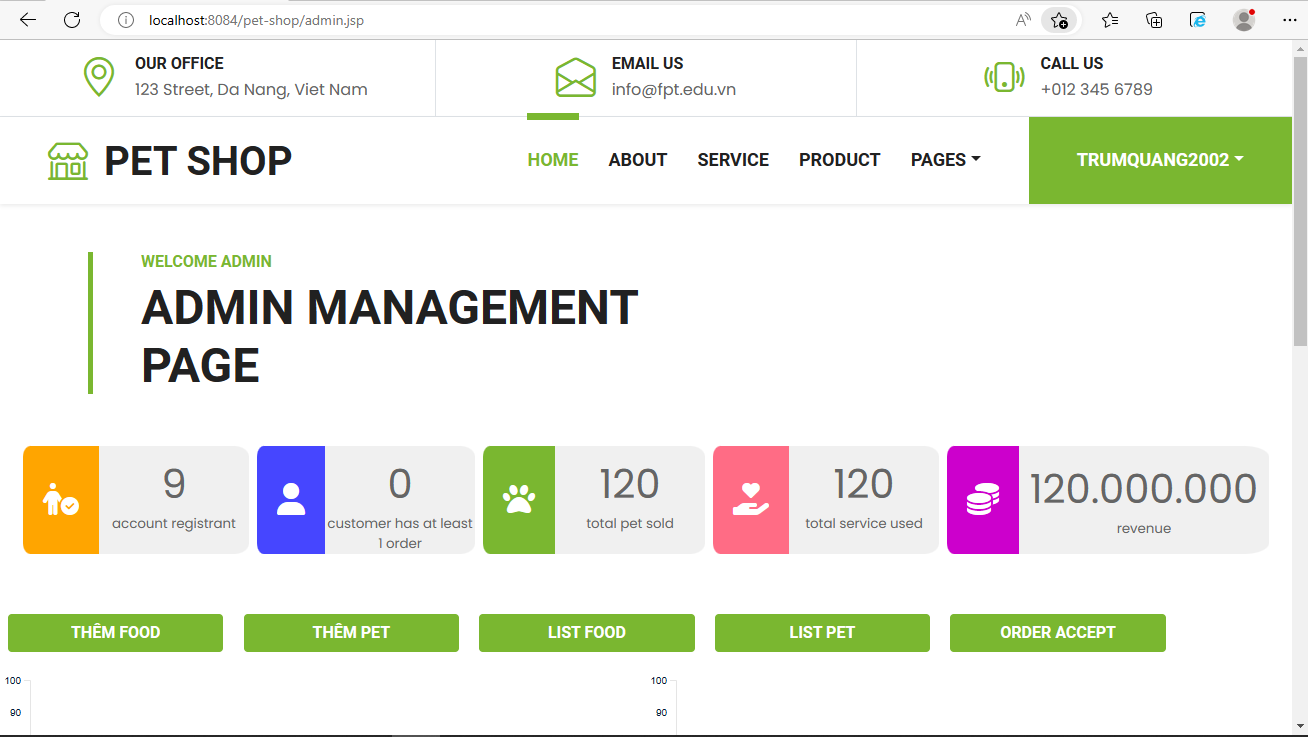 localhost:8084/pet-shop/admin.jsp
OUR OFFICE
123 Street, Da Nang, Viet Nam
EMAIL US
info@fpt.edu.vn
CALL US
+012 345 6789
PET SHOP
HOME
ABOUT
SERVICE
PRODUCT
PAGES
TRUMQUANG2002
WELCOME ADMIN
ADMIN MANAGEMENT
PAGE
9
account registrant
0
customer has at least
1 order
120
total pet sold
120
total service used
120.000.000
revenue
THÊM FOOD
THÊM PET
LIST FOOD
LIST PET
ORDER ACCEPT
100
90
100
90